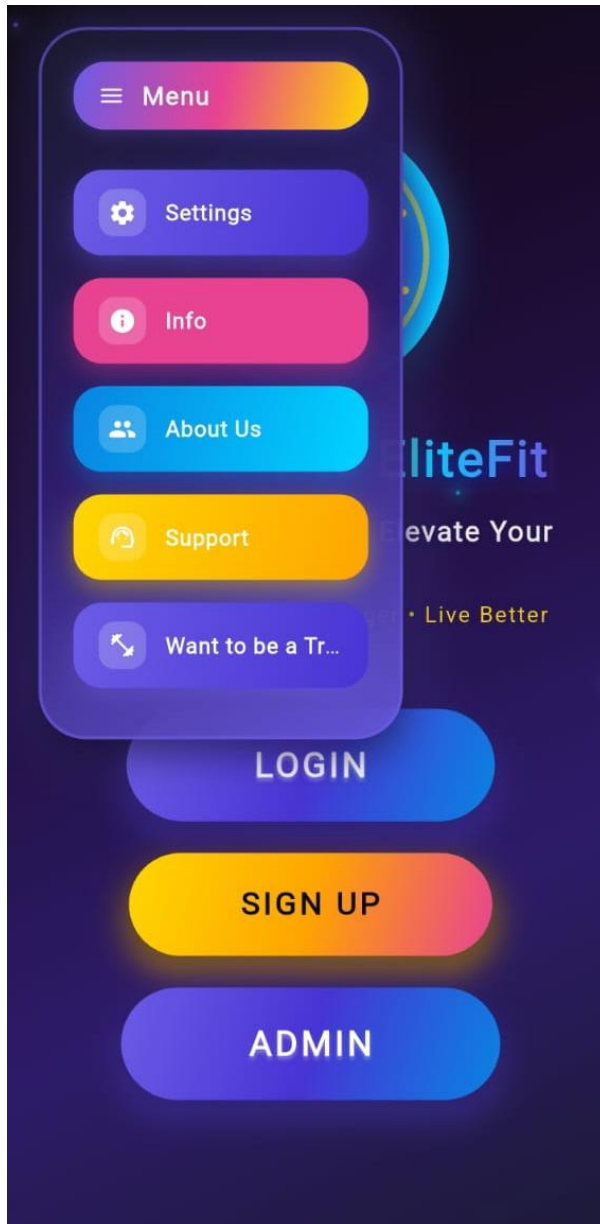 Menu
Settings
Info
About Us
Support
Want to be a Tr...
EliteFit
Elevate Your
• Live Better
LOGIN
SIGN UP
ADMIN